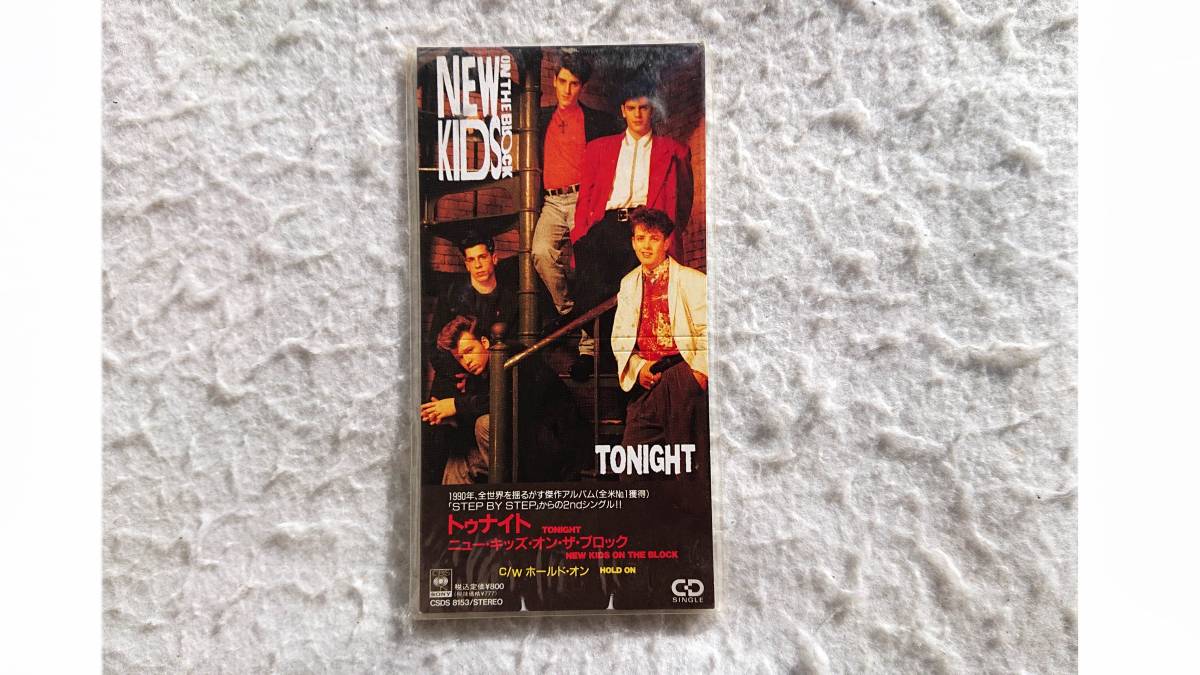 NEW KIDS
ON THE BLOCK
TONIGHT
1990年、全世界を揺るがす傑作アルバム(全米№1獲得)
「STEP BY STEP」からの2ndシングル!!
トゥナイト TONIGHT
ニュー・キッズ・オン・ザ・ブロック
NEW KIDS ON THE BLOCK
C/W ホールド・オン HOLD ON
CBS
SONY
税込定価¥800
(税抜価格¥777)
CSDS 8153/STEREO
CD
SINGLE